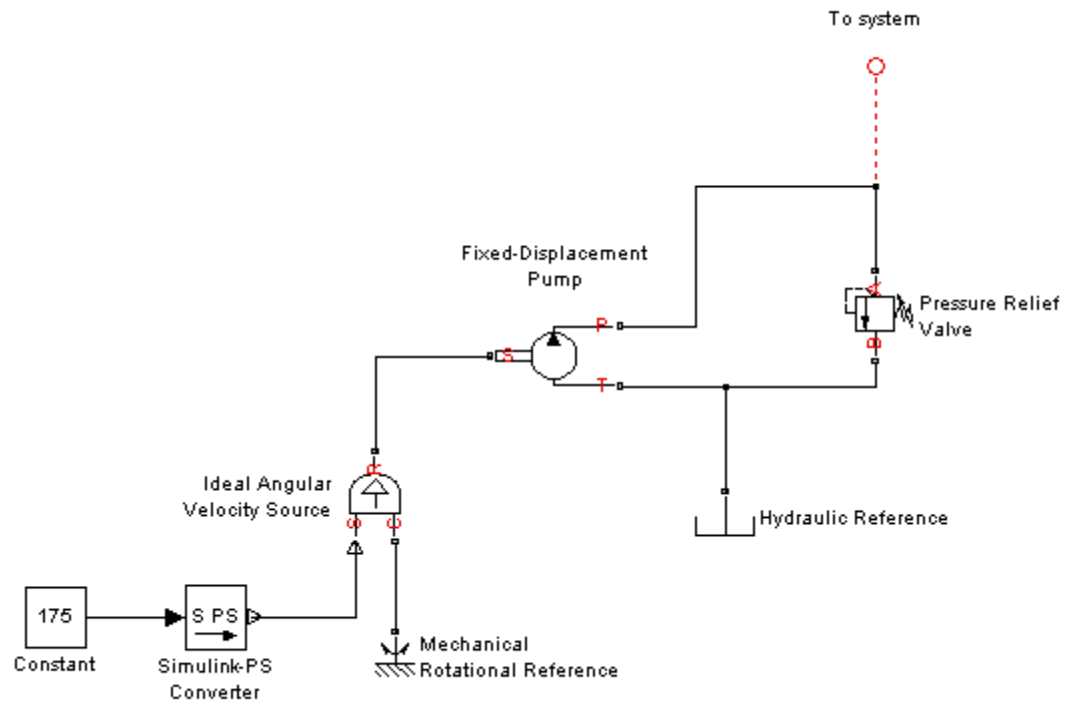 To system
Fixed-Displacement
Pump
A
Pressure Relief
Valve
P
B
S
T
R
Ideal Angular
Velocity Source
S
C
Hydraulic Reference
175
S PS
Constant
Simulink-PS
Converter
Mechanical
Rotational Reference